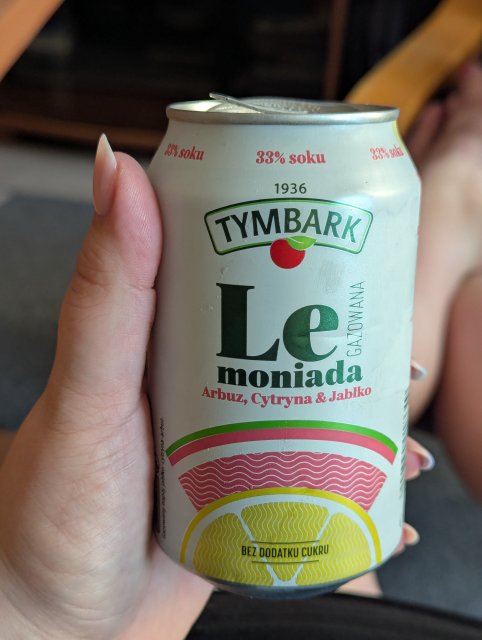 33% soku 33% soku 33% soku
1936
TYMBARK
Le
GAZOWANA
moniada
Arbuz, Cytryna & Jabłko
BEZ DODATKU CUKRU